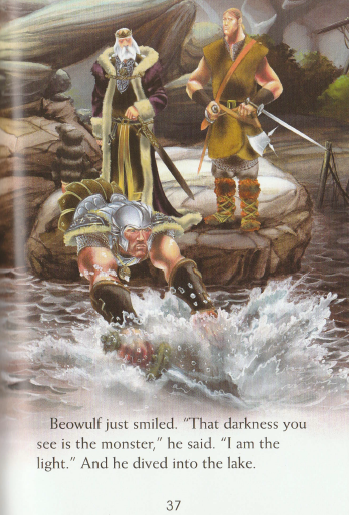 Beowulf just smiled. "That darkness you
see is the monster," he said. "I am the
light." And he dived into the lake.
37